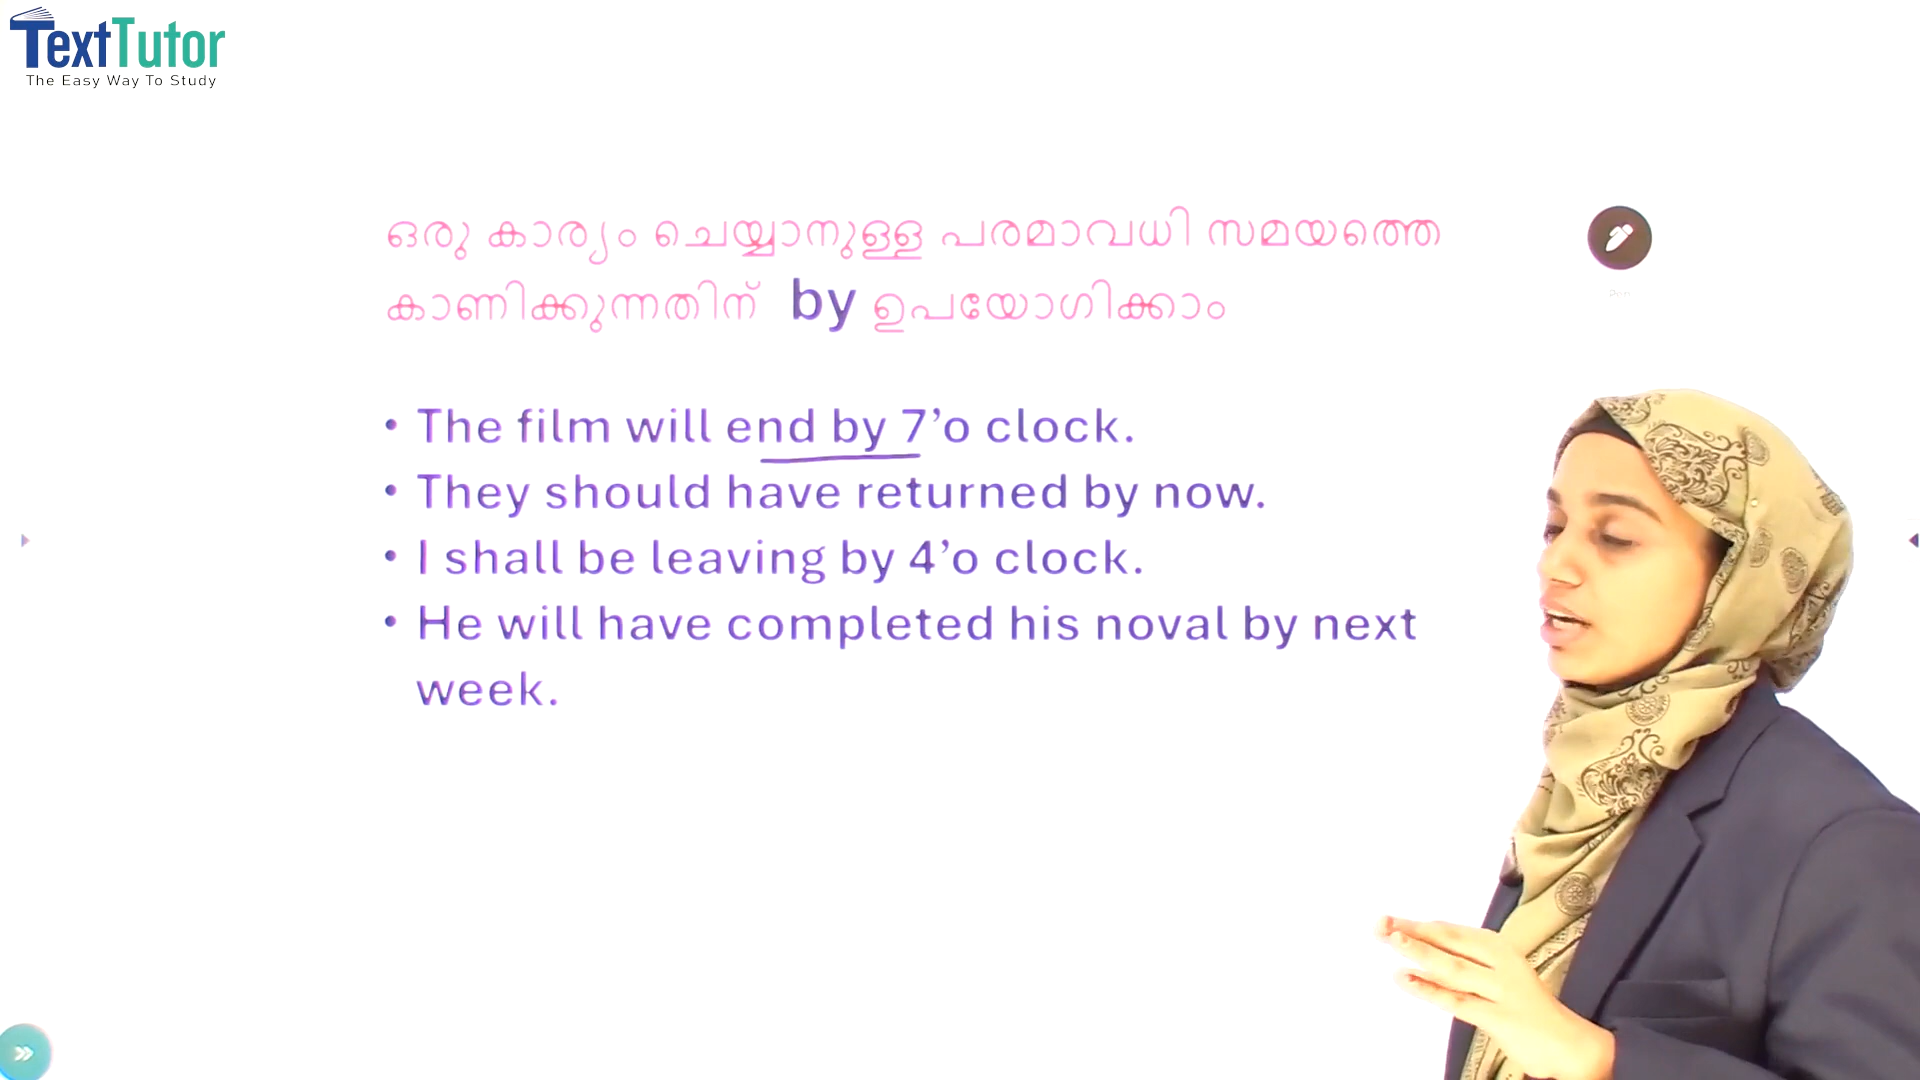 TextTutor
The Easy Way To Study
ഒരു കാര്യം ചെയ്യാനുള്ള പരമാവധി സമയത്തെ
കാണിക്കുന്നതിന് by ഉപയോഗിക്കാം
• The film will end by 7’o clock.
• They should have returned by now.
• I shall be leaving by 4’o clock.
• He will have completed his noval by next
week.